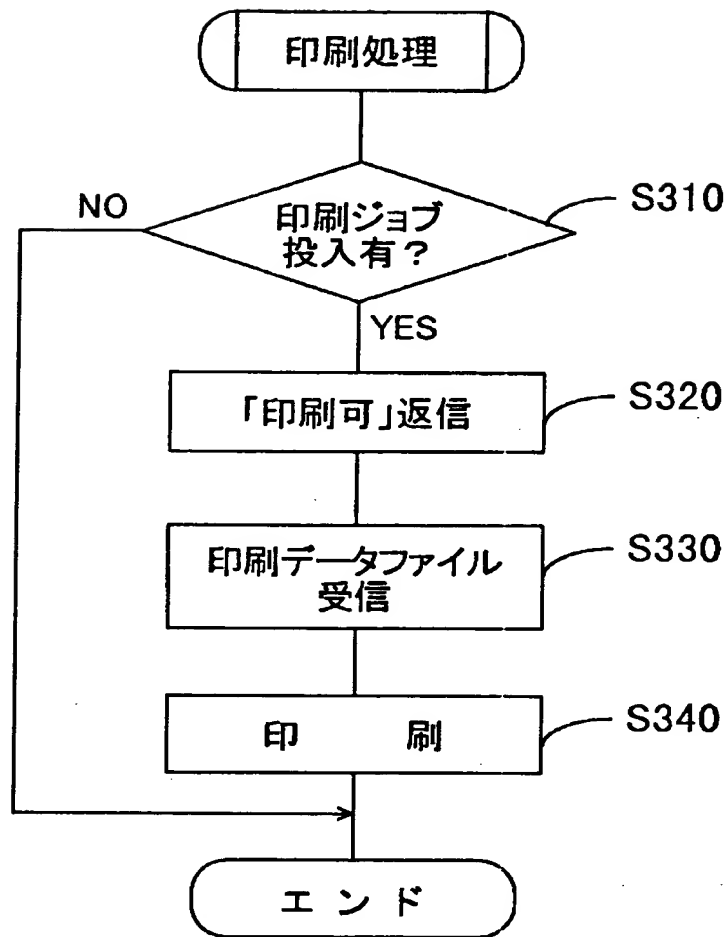 印刷処理
印刷ジョブ
投入有？
S310
NO
YES
「印刷可」返信
S320
印刷データファイル
受信
S330
印　刷
S340
エンド